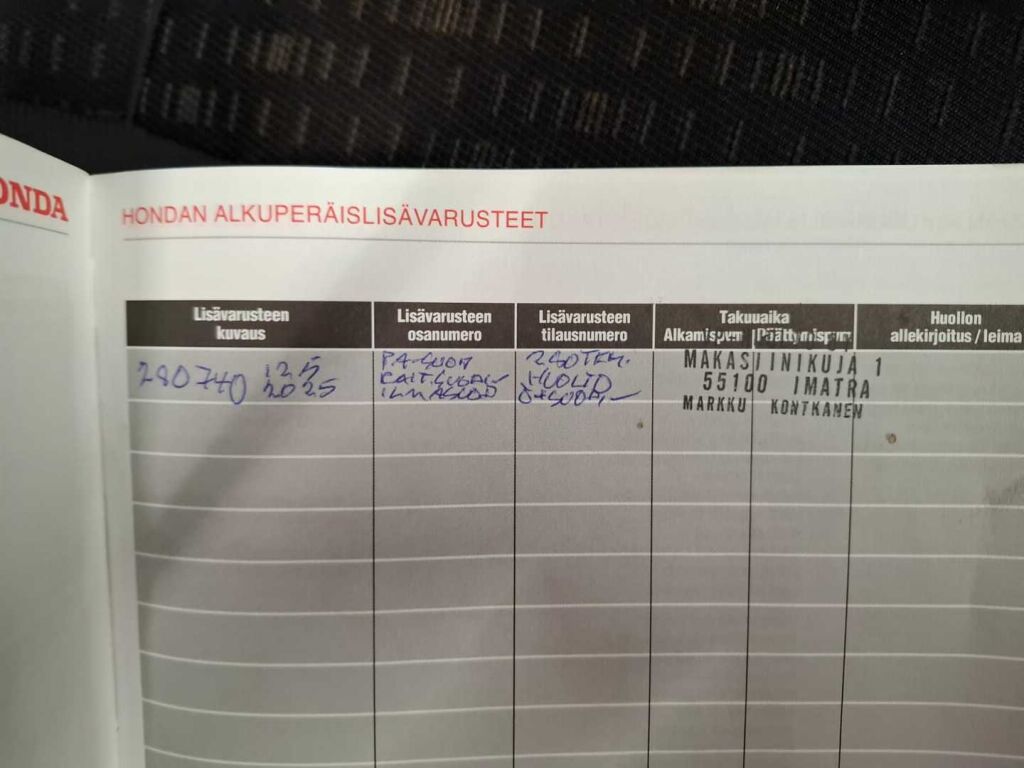 ONDA
HONDAN ALKUPERÄISLISÄVARUSTEET
Lisävarusteen
kuvaus
Lisävarusteen
osanumero
Lisävarusteen
tilausnumero
Takuuaika
Alkamispvm
Päättymispvm
Huollon
allekirjoitus / leima
280740 12.5
2025
HUOLTO
MAKASIINIKUJA 1
55100 IMATRA
MARKKU KONTKANEN